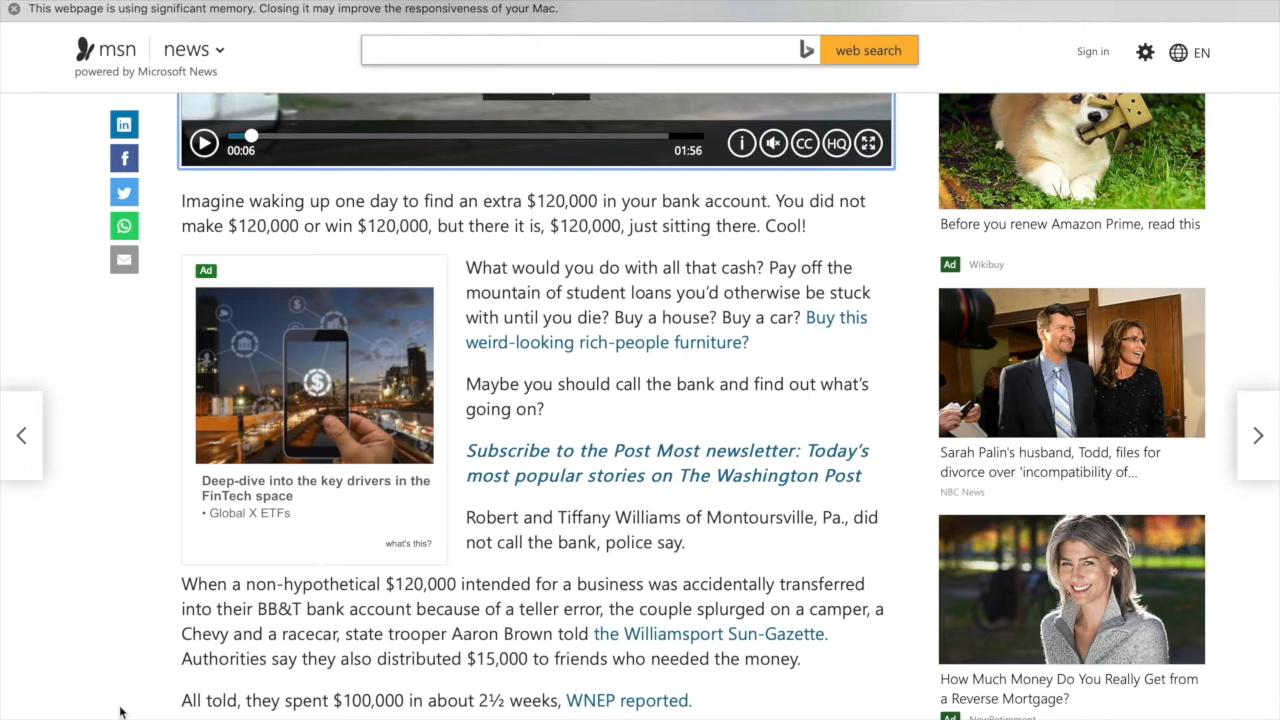 This webpage is using significant memory. Closing it may improve the responsiveness of your Mac.
msn
news
powered by Microsoft News
web search
Sign in
EN
00:06
01:56
i
CC
HQ
Imagine waking up one day to find an extra $120,000 in your bank account. You did not
make $120,000 or win $120,000, but there it is, $120,000, just sitting there. Cool!
Ad
Deep-dive into the key drivers in the
FinTech space
• Global X ETFs
what's this?
What would you do with all that cash? Pay off the
mountain of student loans you'd otherwise be stuck
with until you die? Buy a house? Buy a car? Buy this
weird-looking rich-people furniture?
Maybe you should call the bank and find out what's
going on?
Subscribe to the Post Most newsletter: Today's
most popular stories on The Washington Post
Robert and Tiffany Williams of Montoursville, Pa., did
not call the bank, police say.
When a non-hypothetical $120,000 intended for a business was accidentally transferred
into their BB&T bank account because of a teller error, the couple splurged on a camper, a
Chevy and a racecar, state trooper Aaron Brown told the Williamsport Sun-Gazette.
Authorities say they also distributed $15,000 to friends who needed the money.
All told, they spent $100,000 in about 2½ weeks, WNEP reported.
Before you renew Amazon Prime, read this
Ad Wikibuy
Sarah Palin's husband, Todd, files for
divorce over 'incompatibility of...
NBC News
How Much Money Do You Really Get from
a Reverse Mortgage?
Ad NewRetirement